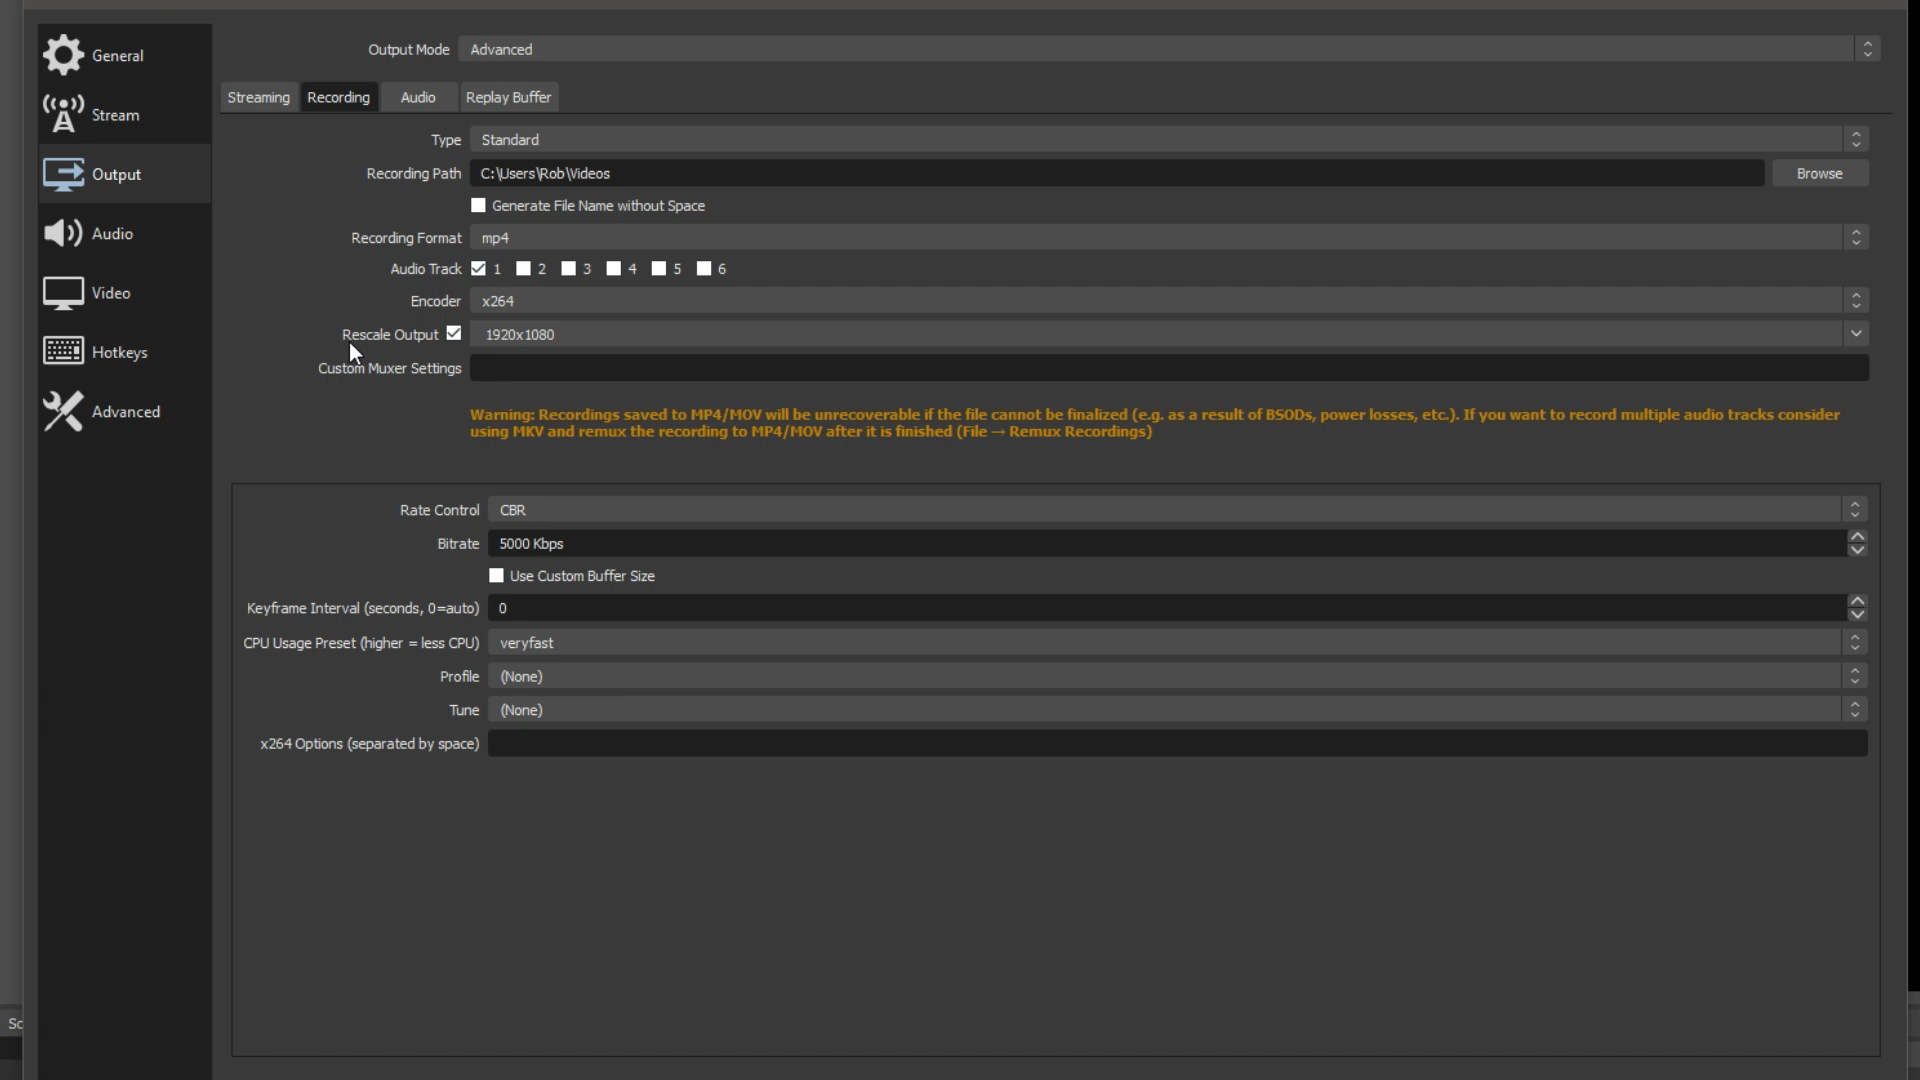 General
Stream
Output
Audio
Video
Hotkeys
Advanced
Output Mode Advanced
Streaming Recording Audio Replay Buffer
Type Standard
Recording Path C:\Users\Rob\Videos Browse
Generate File Name without Space
Recording Format mp4
Audio Track 1 2 3 4 5 6
Encoder x264
Rescale Output 1920x1080
Custom Muxer Settings
Warning: Recordings saved to MP4/MOV will be unrecoverable if the file cannot be finalized (e.g. as a result of BSODs, power losses, etc.). If you want to record multiple audio tracks consider
using MKV and remux the recording to MP4/MOV after it is finished (File → Remux Recordings)
Rate Control CBR
Bitrate 5000 Kbps
Use Custom Buffer Size
Keyframe Interval (seconds, 0=auto) 0
CPU Usage Preset (higher = less CPU) veryfast
Profile (None)
Tune (None)
x264 Options (separated by space)